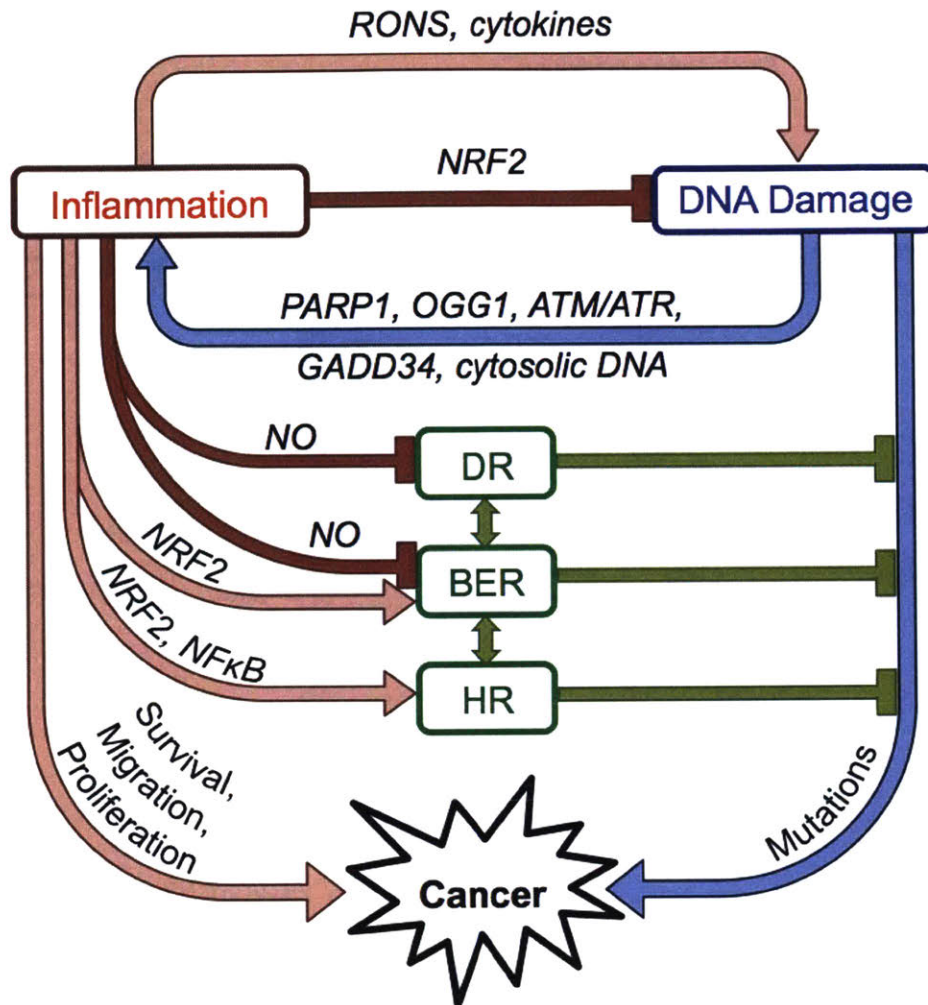 RONS, cytokines
NRF2
Inflammation
DNA Damage
PARP1, OGG1, ATM/ATR,
GADD34, cytosolic DNA
NO
DR
NO
NRF2
BER
NRF2, NFκB
HR
Survival,
Migration,
Proliferation
Mutations
Cancer